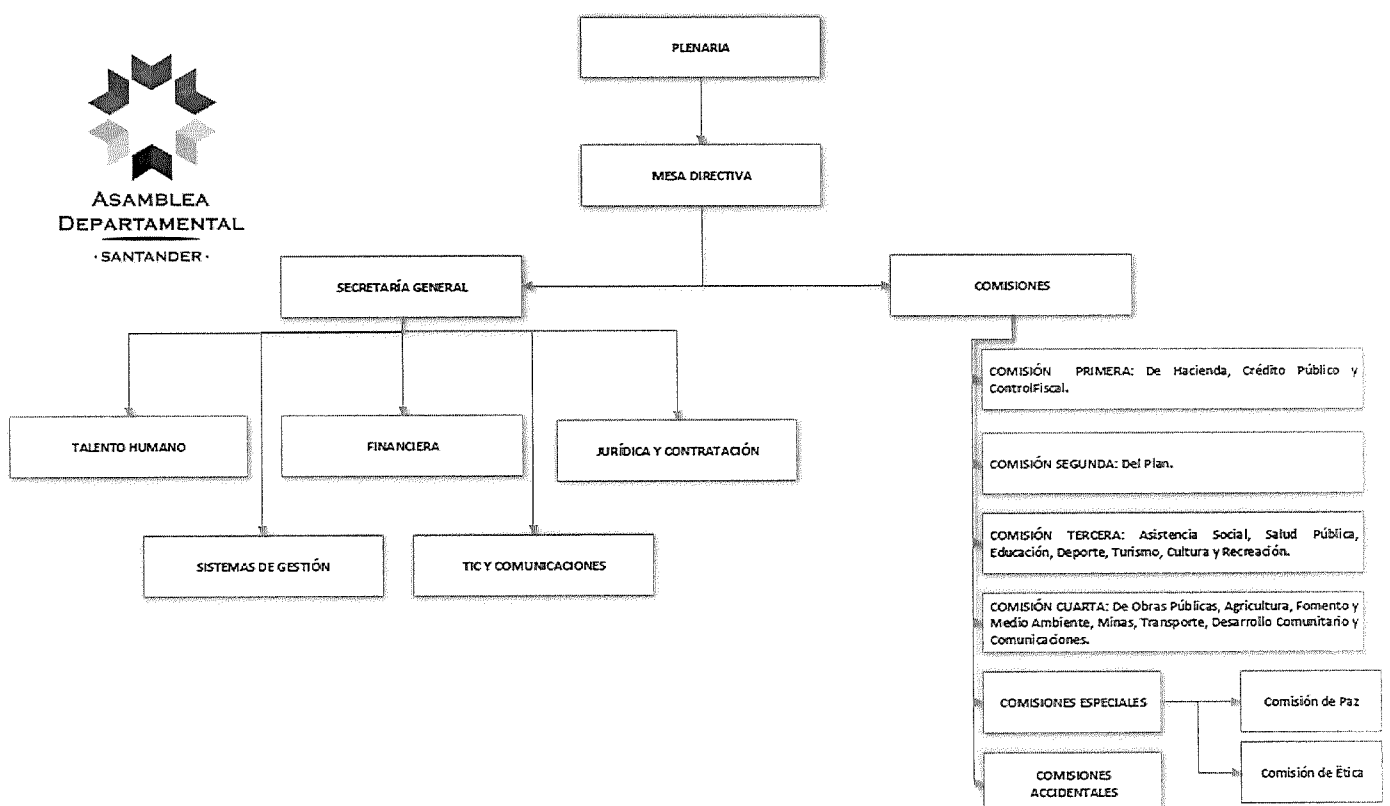 PLENARIA
ASAMBLEA
DEPARTAMENTAL
· SANTANDER ·
MESA DIRECTIVA
SECRETARÍA GENERAL
COMISIONES
TALENTO HUMANO
FINANCIERA
JURÍDICA Y CONTRATACIÓN
SISTEMAS DE GESTIÓN
TIC Y COMUNICACIONES
COMISIÓN PRIMERA: De Hacienda, Crédito Público y
ControlFiscal.
COMISIÓN SEGUNDA: Del Plan.
COMISIÓN TERCERA: Asistencia Social, Salud Pública,
Educación, Deporte, Turismo, Cultura y Recreación.
COMISIÓN CUARTA: De Obras Públicas, Agricultura, Fomento y
Medio Ambiente, Minas, Transporte, Desarrollo Comunitario y
Comunicaciones.
COMISIONES ESPECIALES
Comisión de Paz
Comisión de Ëtica
COMISIONES
ACCIDENTALES